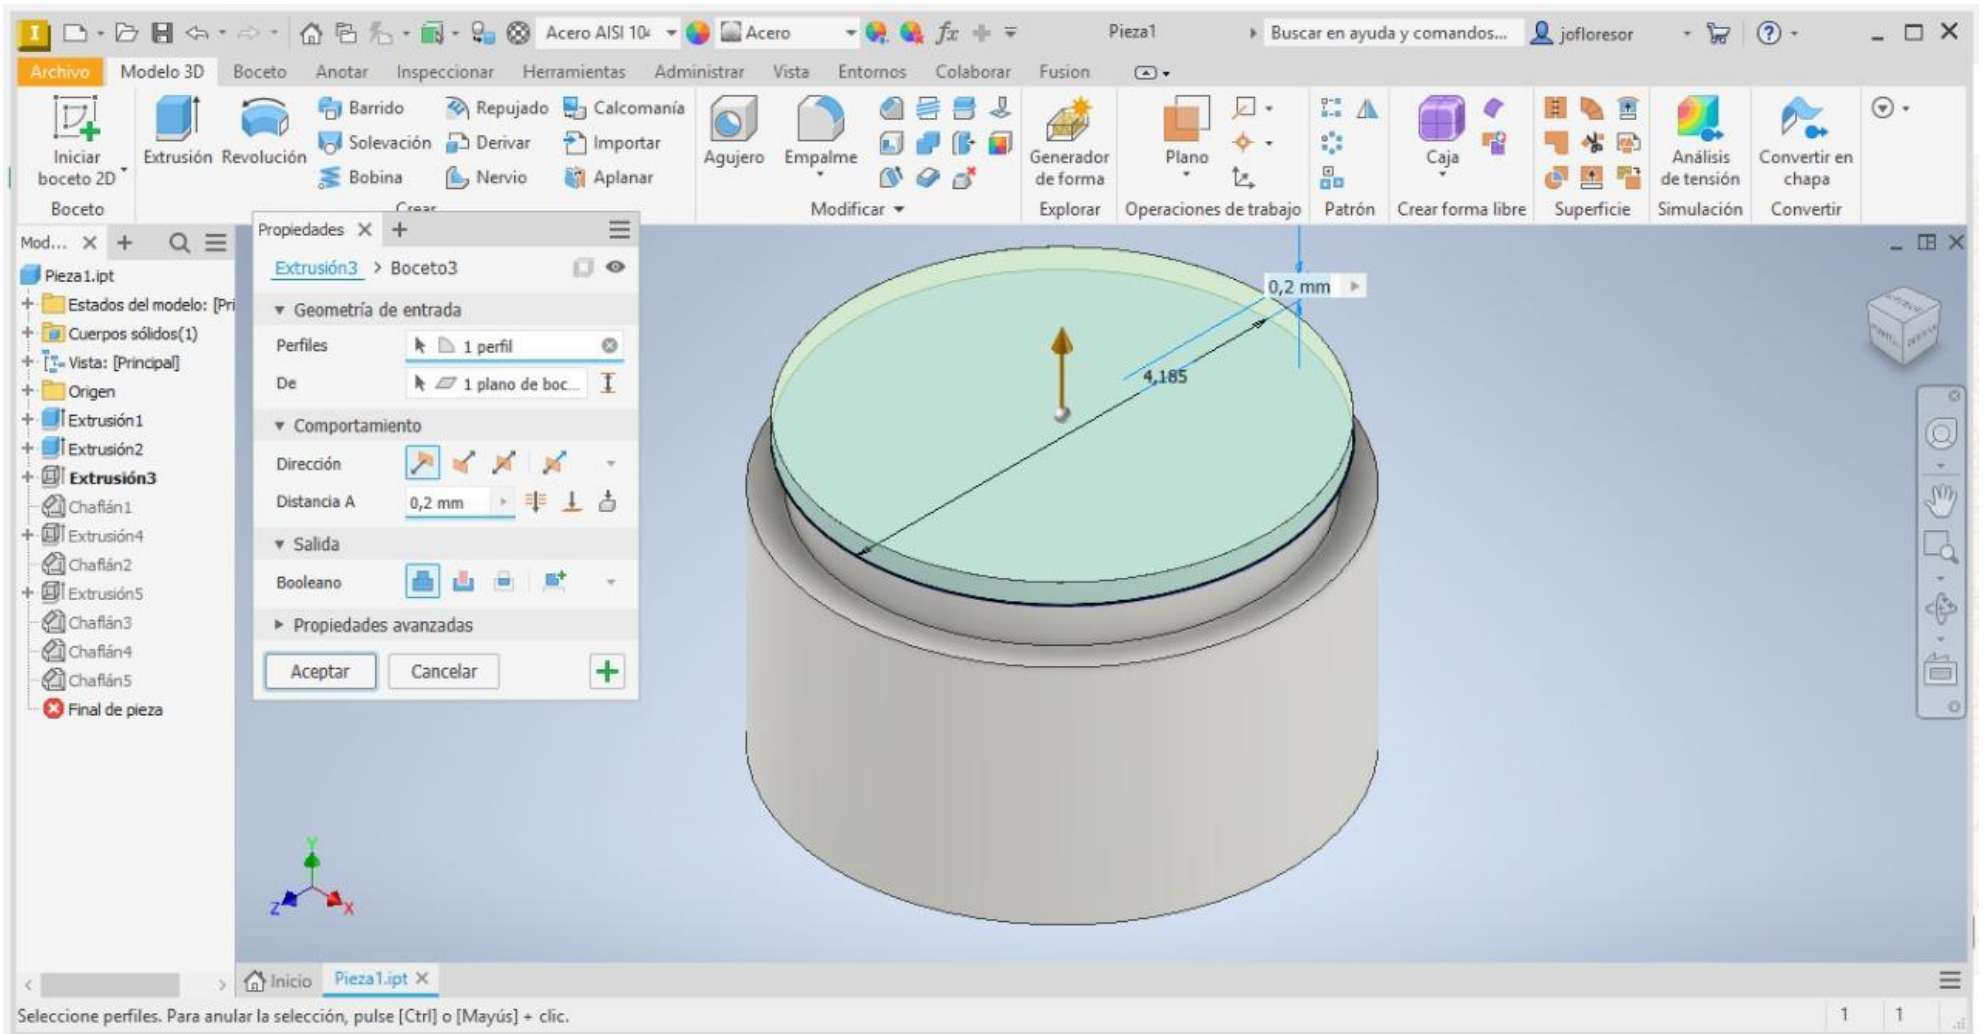 I Acero AISI 104 Acero fx Pieza1 Buscar en ayuda y comandos... jofloresor
Archivo Modelo 3D Boceto Anotar Inspeccionar Herramientas Administrar Vista Entornos Colaborar Fusion
Iniciar boceto 2D
Boceto
Extrusión Revolución
Barrido Repujado Calcomanía
Solevación Derivar Importar
Bobina Nervio Aplanar
Crear
Agujero Empalme
Modificar
Generador de forma
Explorar
Plano
Operaciones de trabajo
Patrón
Caja
Crear forma libre
Superficie
Análisis de tensión
Simulación
Convertir en chapa
Convertir
Mod...
Pieza1.ipt
Estados del modelo: [Pri
Cuerpos sólidos(1)
Vista: [Principal]
Origen
Extrusión1
Extrusión2
Extrusión3
Chaflán1
Extrusión4
Chaflán2
Extrusión5
Chaflán3
Chaflán4
Chaflán5
Final de pieza
Propiedades
Extrusión3 > Boceto3
Geometría de entrada
Perfiles 1 perfil
De 1 plano de boc...
Comportamiento
Dirección
Distancia A 0,2 mm
Salida
Booleano
Propiedades avanzadas
Aceptar Cancelar
0,2 mm
4,185
Y
Z X
Inicio Pieza1.ipt
Seleccione perfiles. Para anular la selección, pulse [Ctrl] o [Mayús] + clic. 1 1